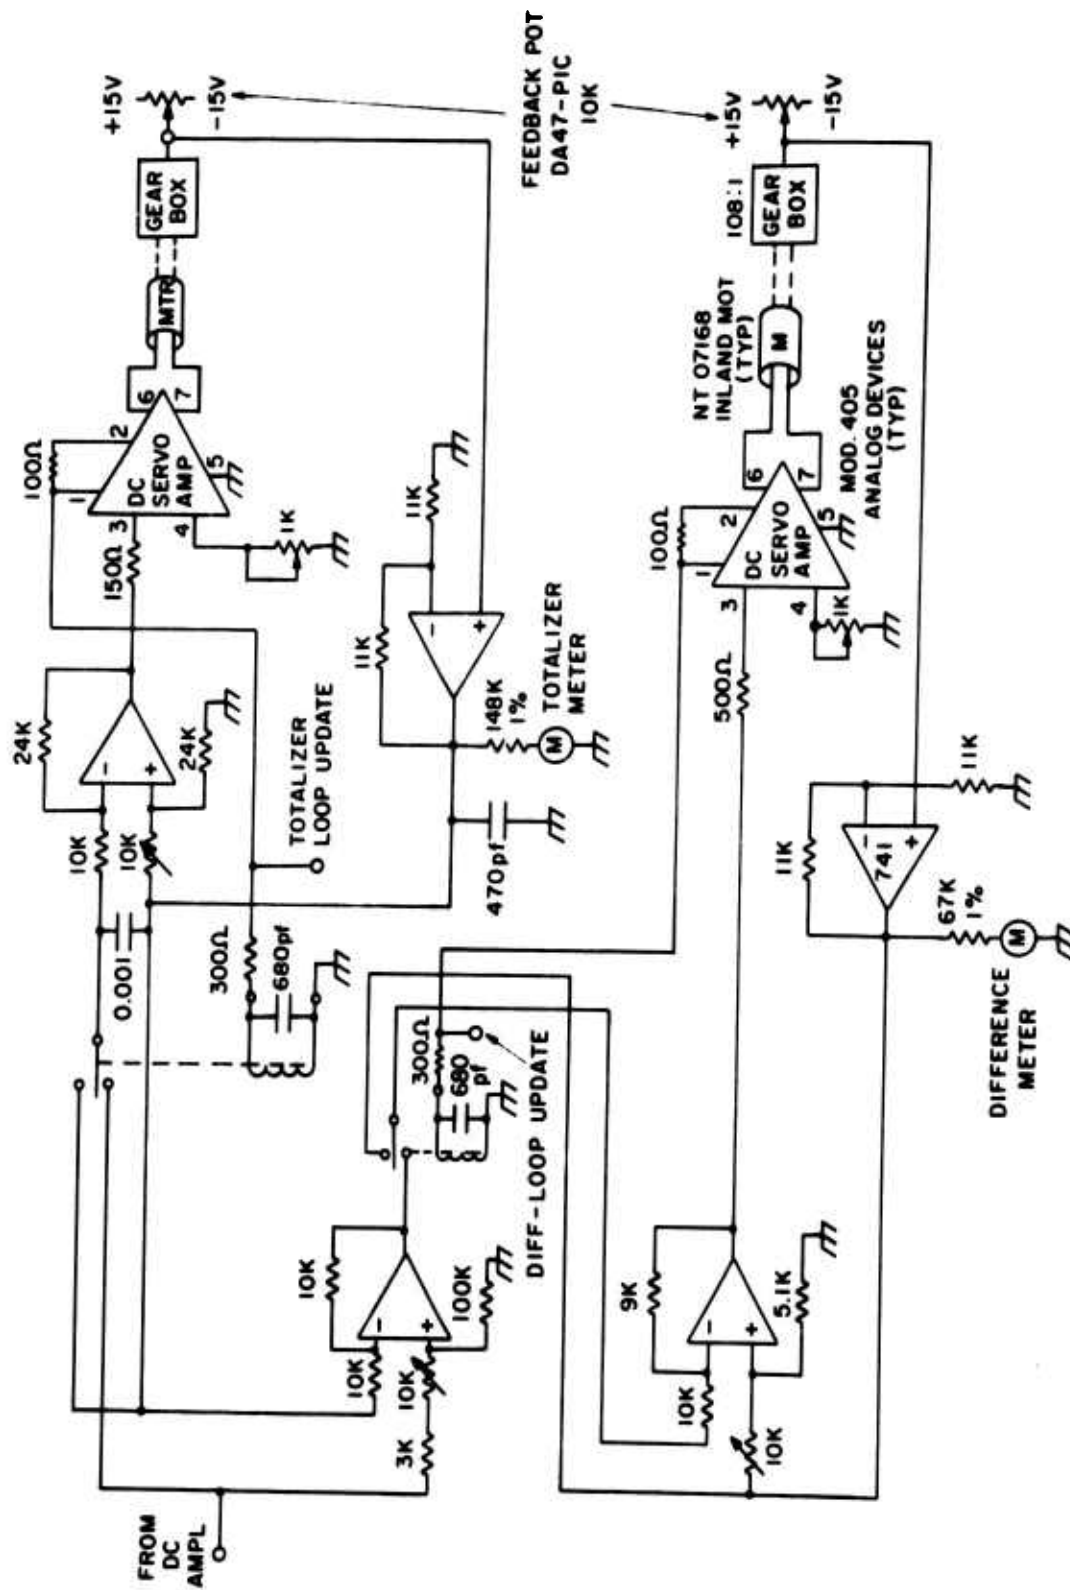 FROM
DC
AMPL
0.001
10K
10K
24K
24K
-
+
150Ω
100Ω
1
2
3
4
5
6
7
DC
SERVO
AMP
1K
MTR
GEAR
BOX
+15V
-15V
300Ω
680pf
TOTALIZER
LOOP UPDATE
11K
11K
-
+
148K
1%
M
TOTALIZER
METER
470pf
FEEDBACK POT
DA47-PIC
10K
3K
10K
10K
10K
100K
-
+
300Ω
680
pf
DIFF-LOOP UPDATE
10K
10K
9K
5.1K
-
+
500Ω
100Ω
1
2
3
4
5
6
7
DC
SERVO
AMP
1K
MOD. 405
ANALOG DEVICES
(TYP)
NT 07168
INLAND MOT
(TYP)
M
108:1
GEAR
BOX
+15V
-15V
11K
11K
-
+
741
67K
1%
M
DIFFERENCE
METER